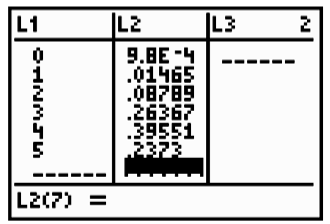 L1 L2 L3 2
0 9.8E-4 ------
1 .01465
2 .08789
3 .26367
4 .39551
5 .2373
------
L2(7) =